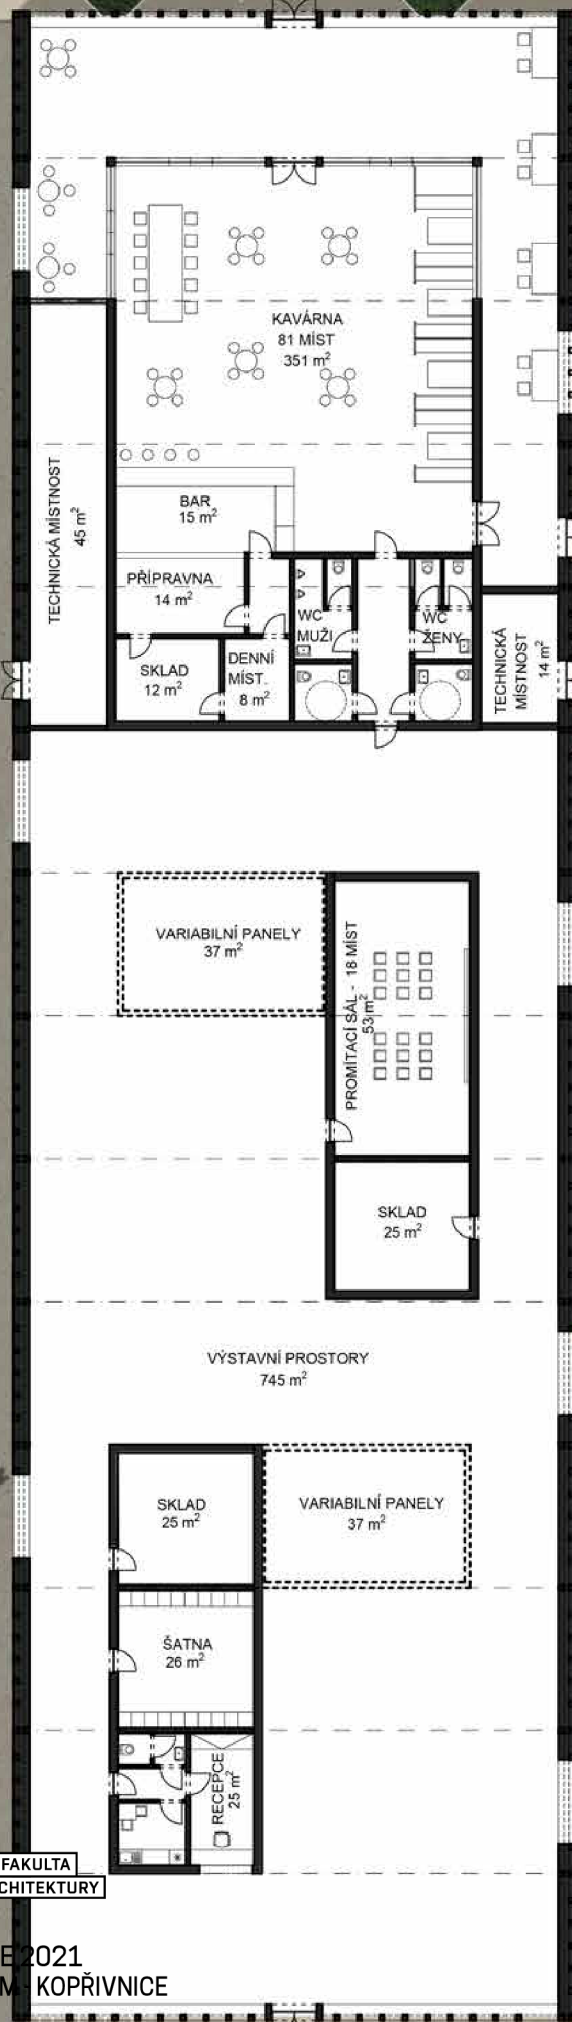 KAVÁRNA
81 MÍST
351 m²
TECHNICKÁ MÍSTNOST
45 m²
BAR
15 m²
PŘÍPRAVNA
14 m²
WC
MUŽI
WC
ŽENY
SKLAD
12 m²
DENNÍ
MÍST.
8 m²
TECHNICKÁ
MÍSTNOST
14 m²
VARIABILNÍ PANELY
37 m²
PROMÍTACÍ SÁL - 18 MÍST
53 m²
SKLAD
25 m²
VÝSTAVNÍ PROSTORY
745 m²
SKLAD
25 m²
VARIABILNÍ PANELY
37 m²
ŠATNA
26 m²
RECEPCE
25 m²
FAKULTA
CHITEKTURY
E 2021
M - KOPŘIVNICE